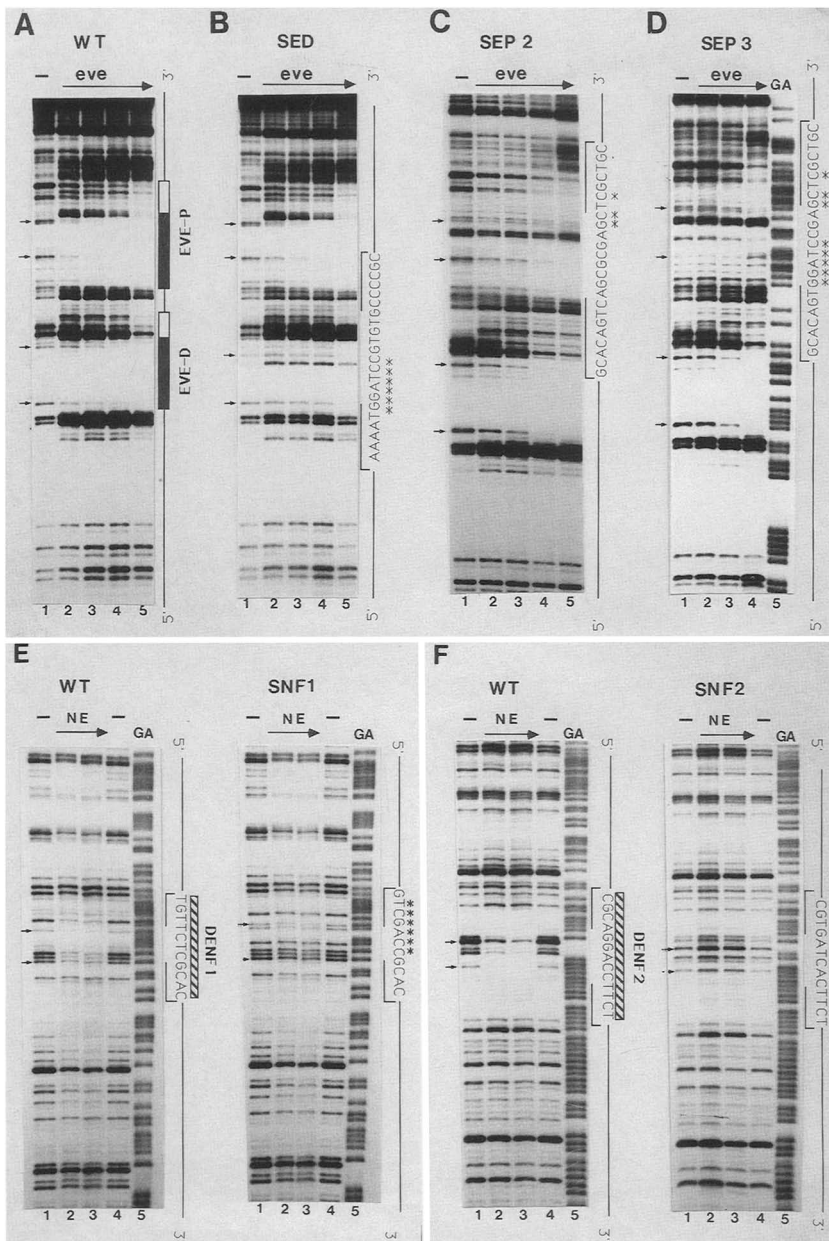 A B C D
WT SED SEP 2 SEP 3
− eve 3' − eve 3' − eve 3' − eve 3' GA
EVE-P
EVE-D
AAAATGGATCCGTGTGCCCCGC
******
GCACAGTCAGCGCGAGCTCGCTGC
** *
GCACAGTGGATCCGAGCTCGCTGC
***** ** *
1 2 3 4 5 5'
1 2 3 4 5 5'
1 2 3 4 5 5'
1 2 3 4 5 5'
E F
WT SNF1 WT SNF2
− NE − GA 5' − NE − GA 5' − NE − GA 5' − NE − GA 5'
TGTTCTCGCAC
DENF1
GTCGACCGCAC
******
CGCAGGACCTTCT
DENF2
CGTGATCACTTCT
1 2 3 4 5 3'
1 2 3 4 5 3'
1 2 3 4 5 3'
1 2 3 4 5 3'